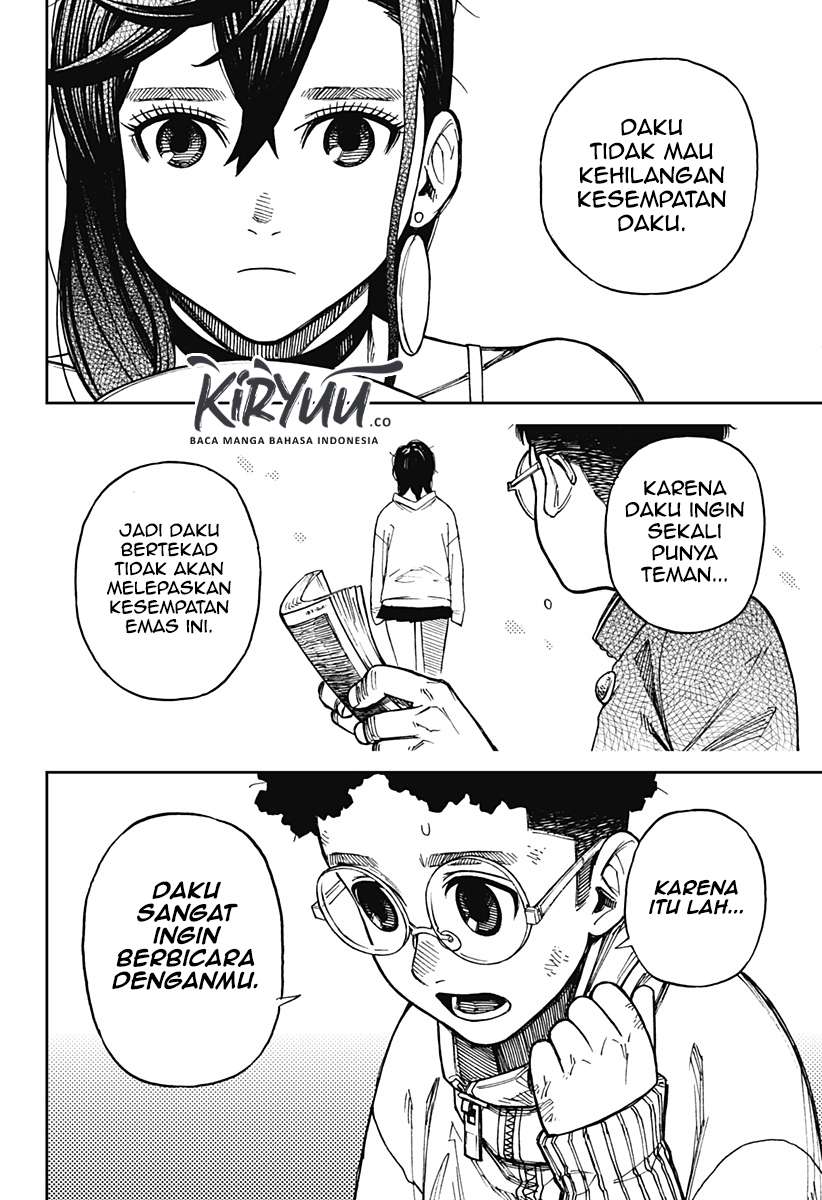 DAKU
TIDAK MAU
KEHILANGAN
KESEMPATAN
DAKU.
KIRYUU.CO
BACA MANGA BAHASA INDONESIA
KARENA
DAKU INGIN
SEKALI
PUNYA
TEMAN...
JADI DAKU
BERTEKAD
TIDAK AKAN
MELEPASKAN
KESEMPATAN
EMAS INI.
KARENA
ITU LAH...
DAKU
SANGAT
INGIN
BERBICARA
DENGANMU.